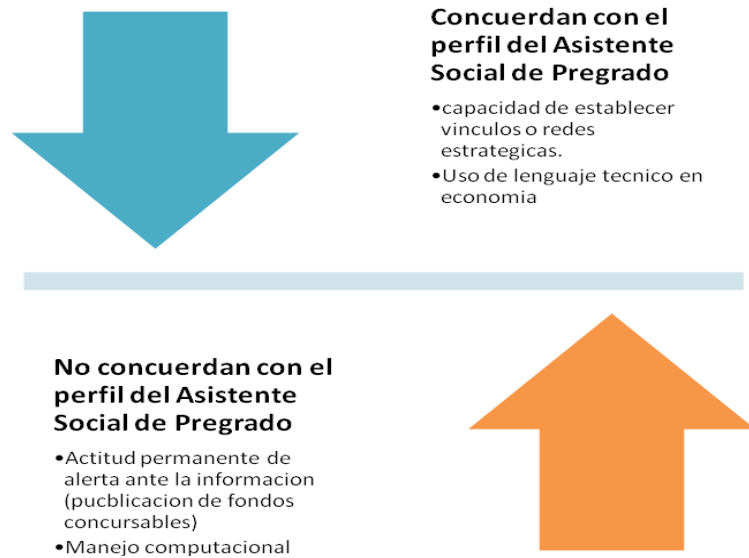 Concuerdan con el
perfil del Asistente
Social de Pregrado
•capacidad de establecer
vinculos o redes
estrategicas.
•Uso de lenguaje tecnico en
economia
No concuerdan con el
perfil del Asistente
Social de Pregrado
•Actitud permanente de
alerta ante la informacion
(pucblicacion de fondos
concursables)
•Manejo computacional